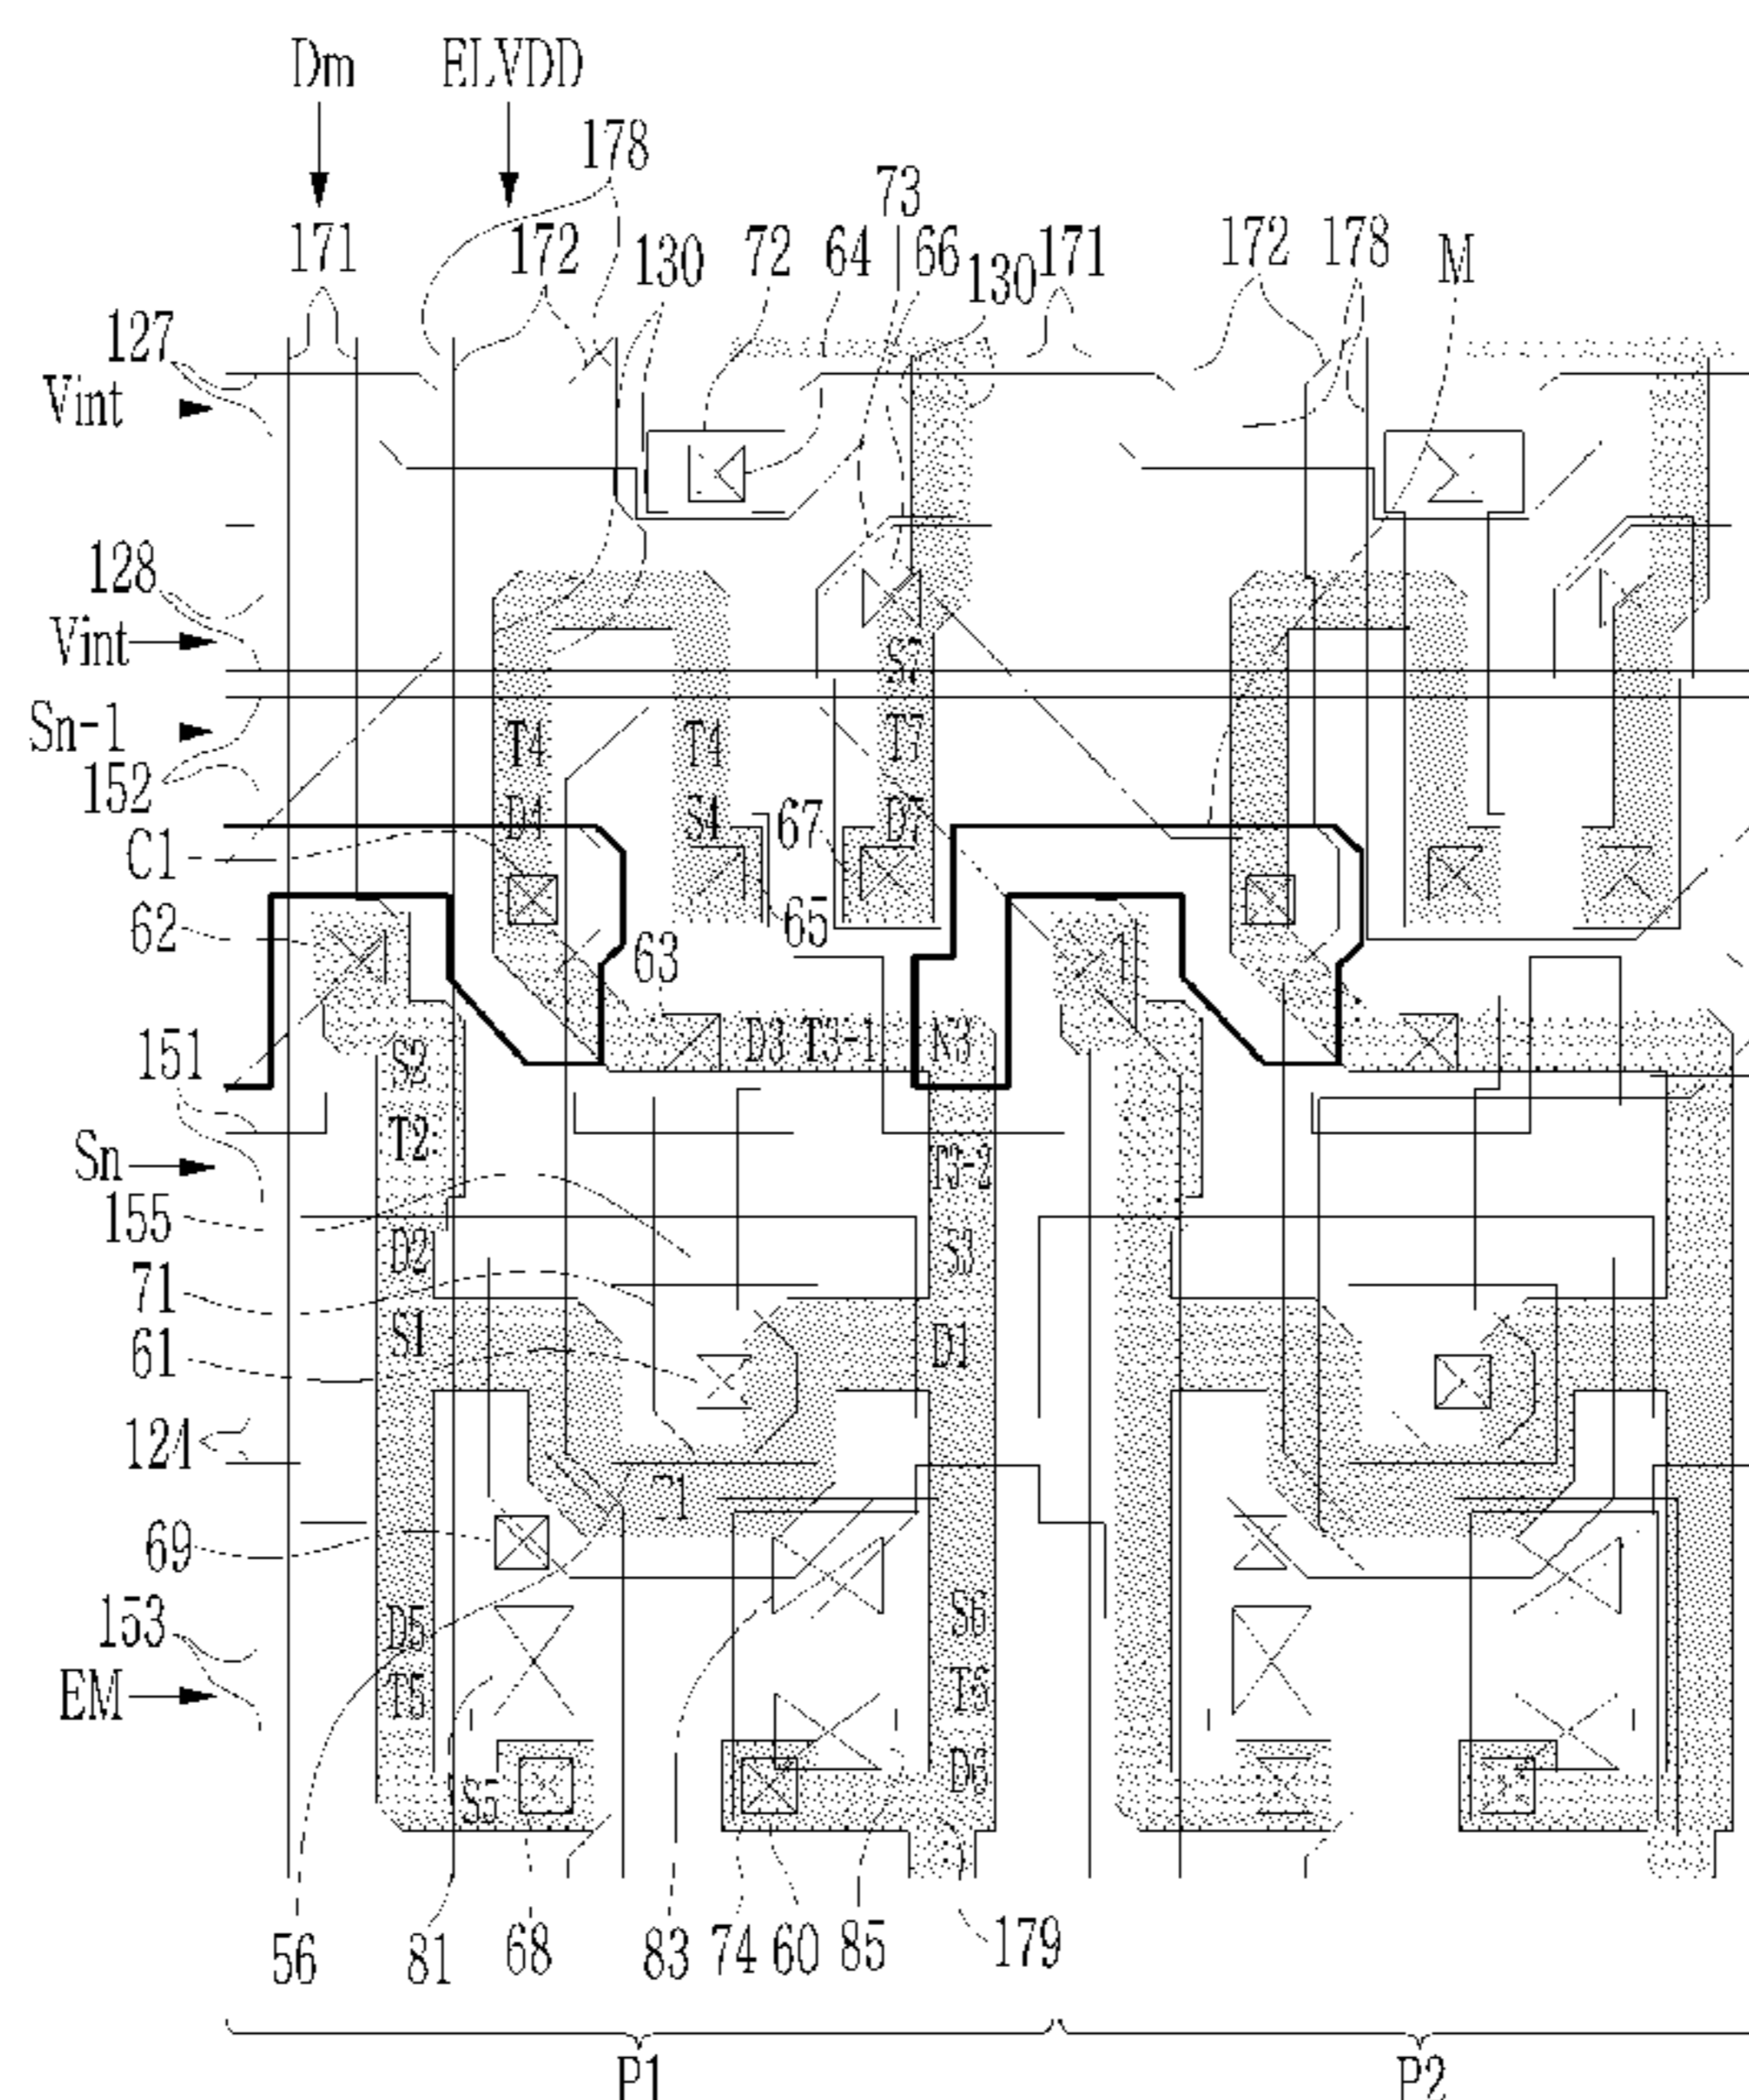 Dm ELVDD
178
73
171 172 130 72 64 66 130 171 172 178 M
127
Vint
128
Vint
S7
Sn-1
T4 T4 T7
152
D4 S4 67 D7
C1
62 65
63
151 S2 D3 T3-1 N3
T2
Sn T3-2
155
D2 S3
71
61 S1 D1
124
T1
69
153 D5 S6
EM T5 T6
D6
S5
56 81 68 83 74 60 85 179
P1 P2